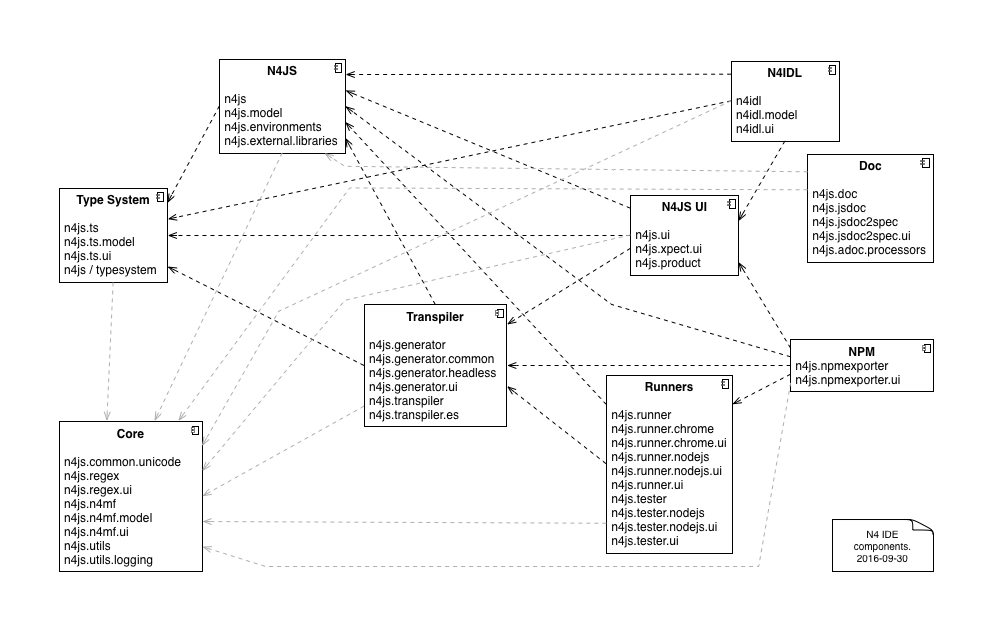 N4JS
n4js
n4js.model
n4js.environments
n4js.external.libraries
N4IDL
n4idl
n4idl.model
n4idl.ui
Doc
n4js.doc
n4js.jsdoc
n4js.jsdoc2spec
n4js.jsdoc2spec.ui
n4js.adoc.processors
Type System
n4js.ts
n4js.ts.model
n4js.ts.ui
n4js / typesystem
N4JS UI
n4js.ui
n4js.xpect.ui
n4js.product
Transpiler
n4js.generator
n4js.generator.common
n4js.generator.headless
n4js.generator.ui
n4js.transpiler
n4js.transpiler.es
NPM
n4js.npmexporter
n4js.npmexporter.ui
Runners
n4js.runner
n4js.runner.chrome
n4js.runner.chrome.ui
n4js.runner.nodejs
n4js.runner.nodejs.ui
n4js.runner.ui
n4js.tester
n4js.tester.nodejs
n4js.tester.nodejs.ui
n4js.tester.ui
Core
n4js.common.unicode
n4js.regex
n4js.regex.ui
n4js.n4mf
n4js.n4mf.model
n4js.n4mf.ui
n4js.utils
n4js.utils.logging
N4 IDE
components.
2016-09-30